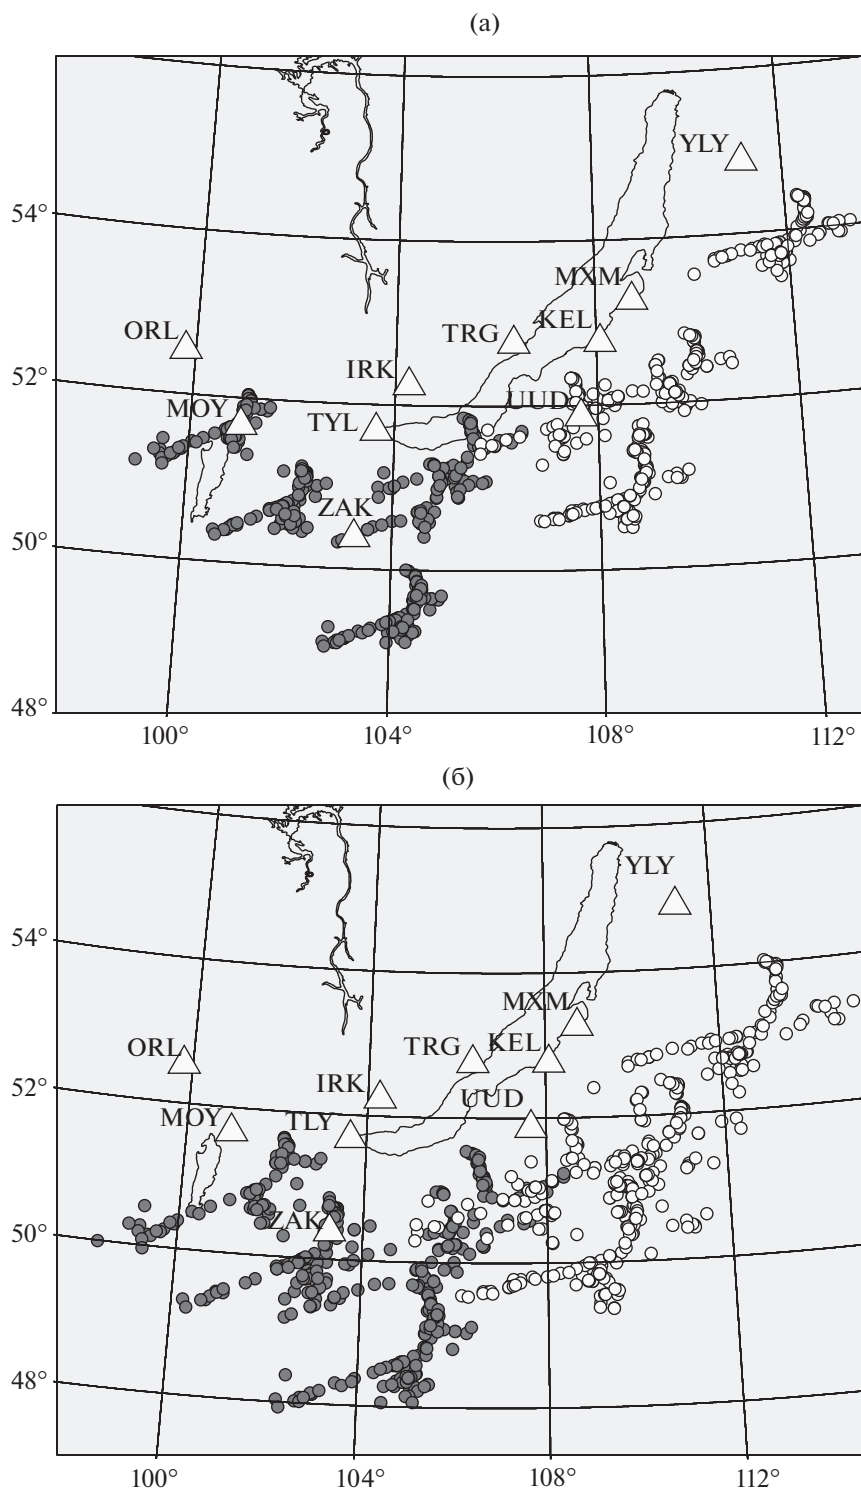 (а)
YLY
54°
MXM
ORL
TRG
KEL
52°
IRK
MOY
TYL
UUD
ZAK
50°
48°
100°
104°
108°
112°
(б)
YLY
54°
MXM
ORL
TRG
KEL
52°
IRK
UUD
MOY
TLY
50°
ZAK
48°
100°
104°
108°
112°